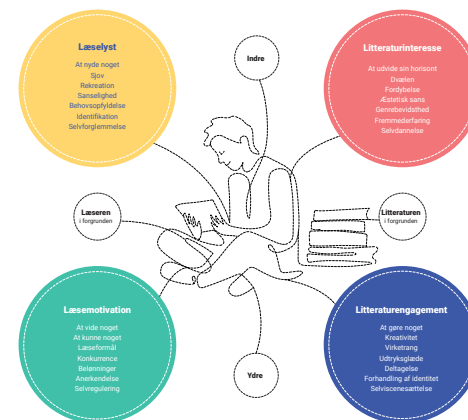 Læselyst
At nyde noget
Sjov
Rekreation
Sanselighed
Behovsopfyldelse
Identifikation
Selvforglemmelse
Indre
Litteraturinteresse
At udvide sin horisont
Dvælen
Fordybelse
Æstetisk sans
Genrebevidsthed
Fremmederfaring
Selvdannelse
Læseren
i forgrunden
Litteraturen
i forgrunden
Læsemotivation
At vide noget
At kunne noget
Læseformål
Konkurrence
Belønninger
Anerkendelse
Selvregulering
Ydre
Litteraturengagement
At gøre noget
Kreativitet
Virketrang
Udtryksglæde
Deltagelse
Forhandling af identitet
Selviscenesættelse